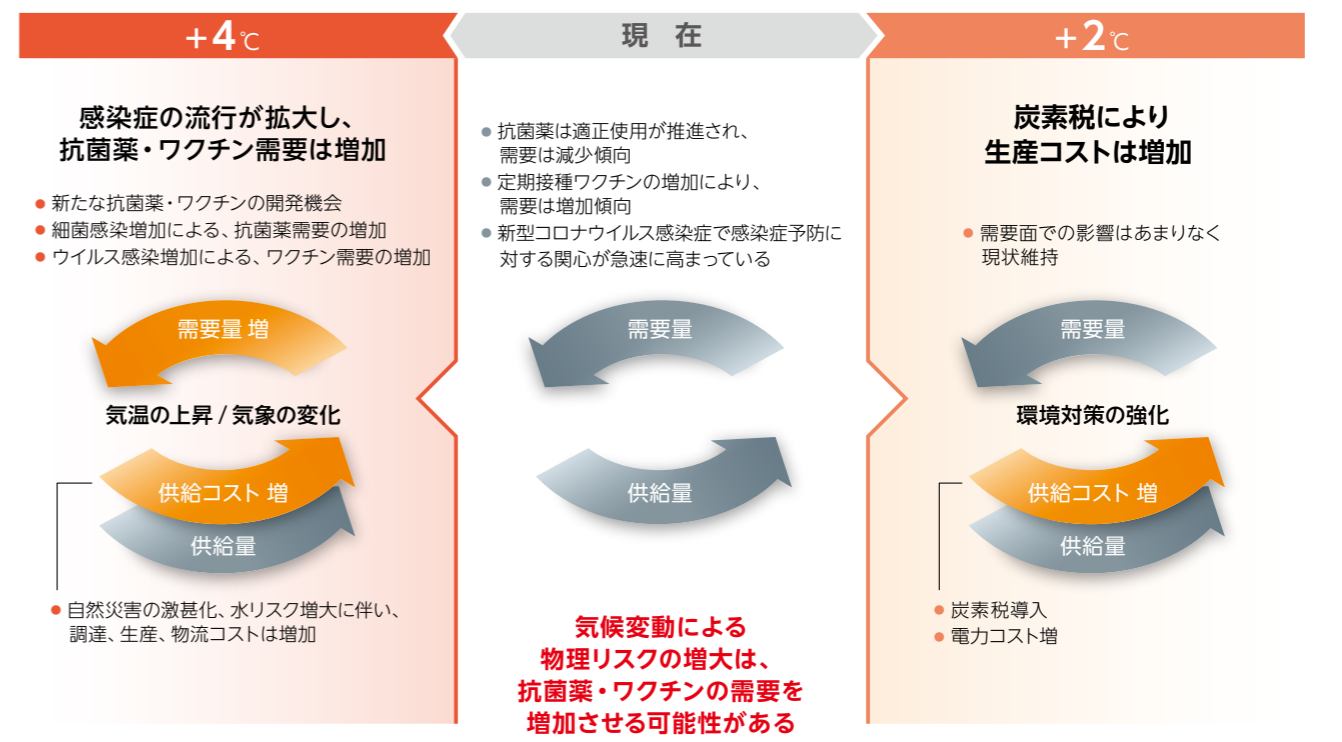 +4℃
感染症の流行が拡大し、
抗菌薬・ワクチン需要は増加
● 新たな抗菌薬・ワクチンの開発機会
● 細菌感染増加による、抗菌薬需要の増加
● ウイルス感染増加による、ワクチン需要の増加
需要量 増
気温の上昇 / 気象の変化
供給コスト 増
供給量
● 自然災害の激甚化、水リスク増大に伴い、
調達、生産、物流コストは増加
現 在
● 抗菌薬は適正使用が推進され、
需要は減少傾向
● 定期接種ワクチンの増加により、
需要は増加傾向
● 新型コロナウイルス感染症で感染症予防に
対する関心が急速に高まっている
需要量
供給量
気候変動による
物理リスクの増大は、
抗菌薬・ワクチンの需要を
増加させる可能性がある
+2℃
炭素税により
生産コストは増加
● 需要面での影響はあまりなく
現状維持
需要量
環境対策の強化
供給コスト 増
供給量
● 炭素税導入
● 電力コスト増